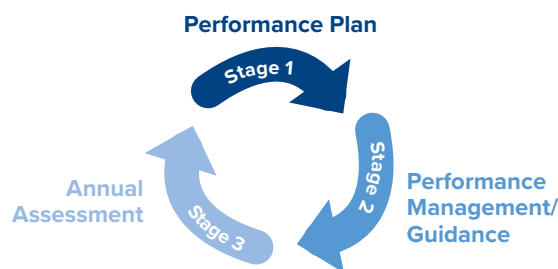 Performance Plan
Stage 1
Stage 2
Performance
Management/
Guidance
Stage 3
Annual
Assessment